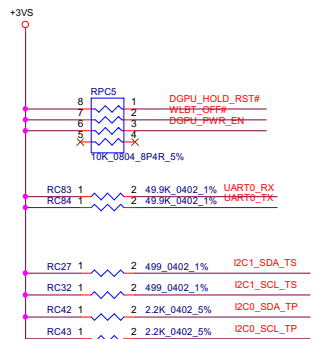 +3VS
RPC5
8 1 DGPU_HOLD_RST#
7 2 WLBT_OFF#
6 3 DGPU_PWR_EN
5 4
10K_0804_8P4R_5%
RC83 1 2 49.9K_0402_1% UART0_RX
RC84 1 2 49.9K_0402_1% UART0_TX
RC27 1 2 499_0402_1% I2C1_SDA_TS
RC32 1 2 499_0402_1% I2C1_SCL_TS
RC42 1 2 2.2K_0402_5% I2C0_SDA_TP
RC43 1 2 2.2K_0402_5% I2C0_SCL_TP